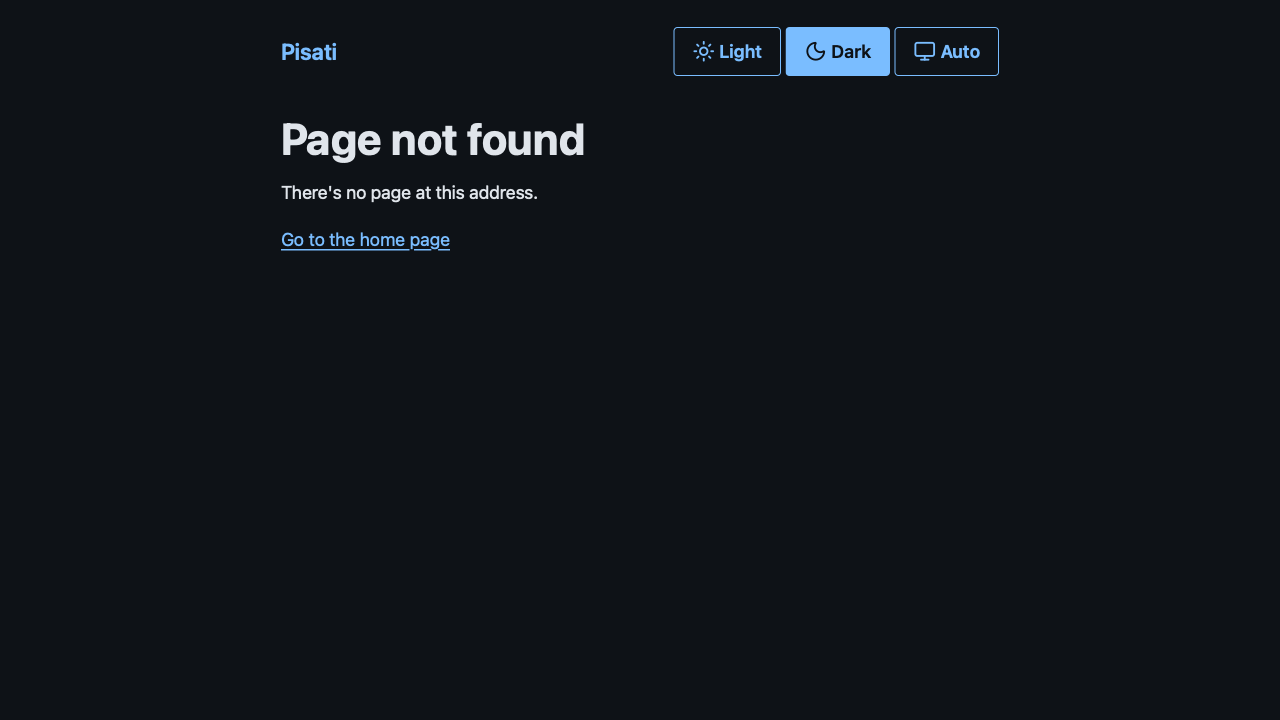 Pisati
Light
Dark
Auto
Page not found
There's no page at this address.
Go to the home page